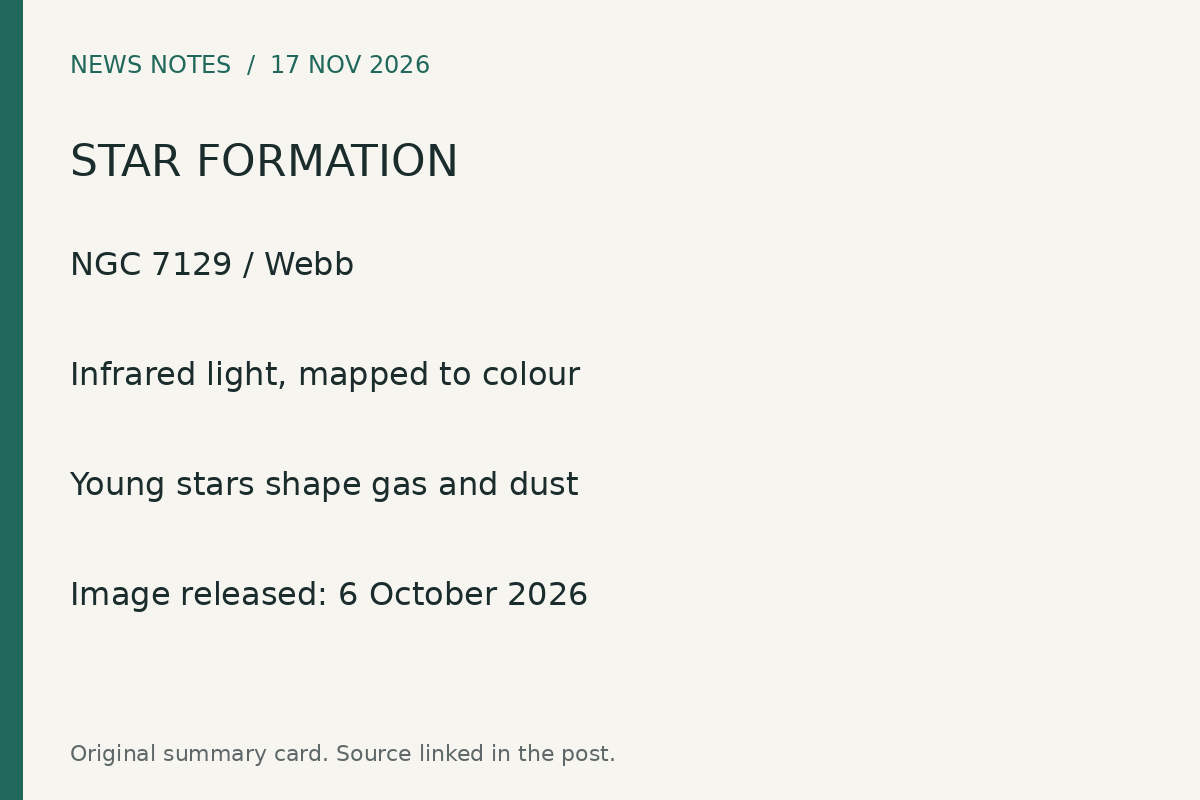 NEWS NOTES / 17 NOV 2026
STAR FORMATION
NGC 7129 / Webb
Infrared light, mapped to colour
Young stars shape gas and dust
Image released: 6 October 2026
Original summary card. Source linked in the post.